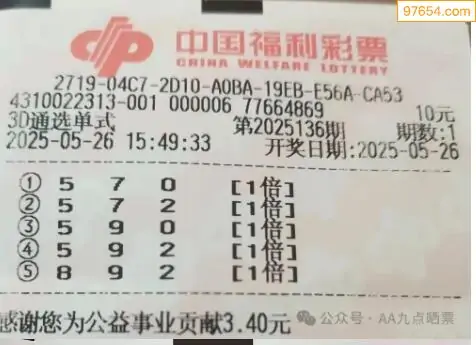 97654.com
中国福利彩票
CHINA WELFARE LOTTERY
2719-04C7-2D10-A0BA-19EB-E56A-CA53
4310022313-001 000006 77664869 10元
3D通选单式 第2025136期 期数:1
2025-05-26 15:49:33 开奖日期:2025-05-26
① 5 7 0 [1倍]
② 5 7 2 [1倍]
③ 5 9 0 [1倍]
④ 5 9 2 [1倍]
⑤ 8 9 2 [1倍]
感谢您为公益事业贡献3.40元
公众号·AA九点晒票